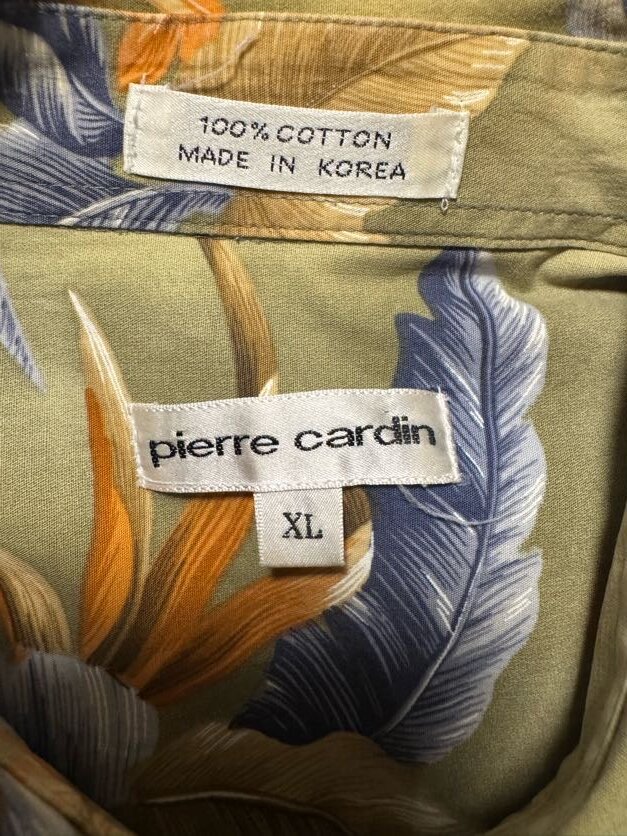 100% COTTON
MADE IN KOREA
pierre cardin
XL